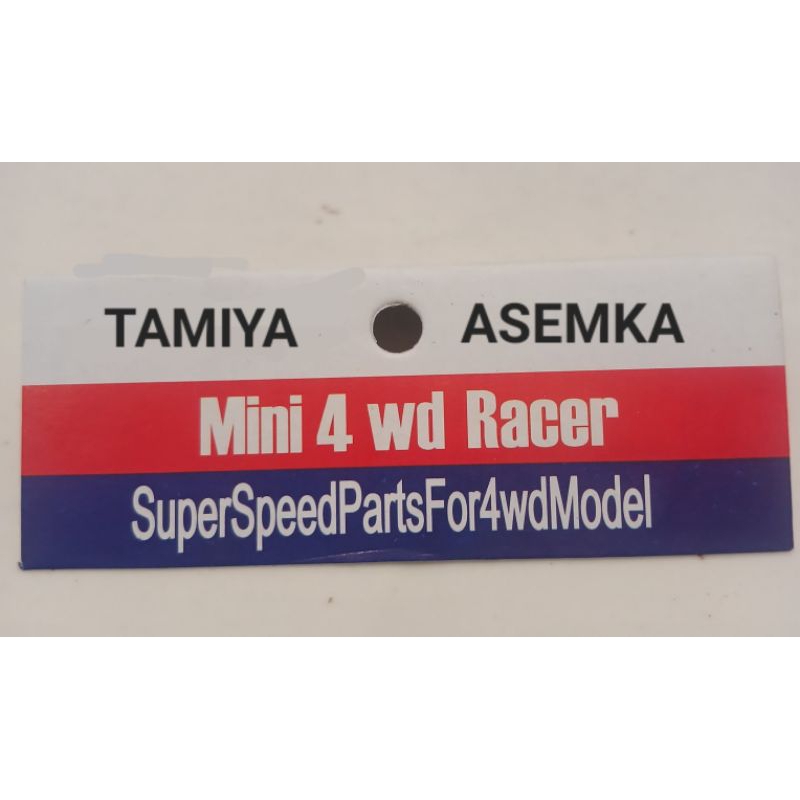 TAMIYA ASEMKA
Mini 4 wd Racer
SuperSpeedPartsFor4wdModel